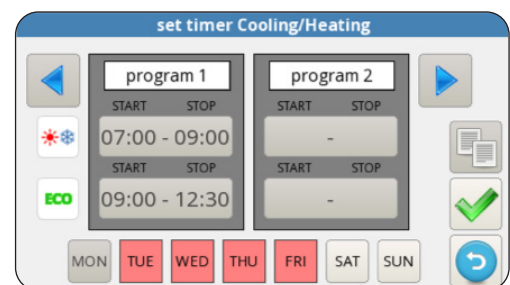 set timer Cooling/Heating
program 1 program 2
START STOP START STOP
07:00 - 09:00 -
START STOP START STOP
ECO 09:00 - 12:30 -
MON TUE WED THU FRI SAT SUN